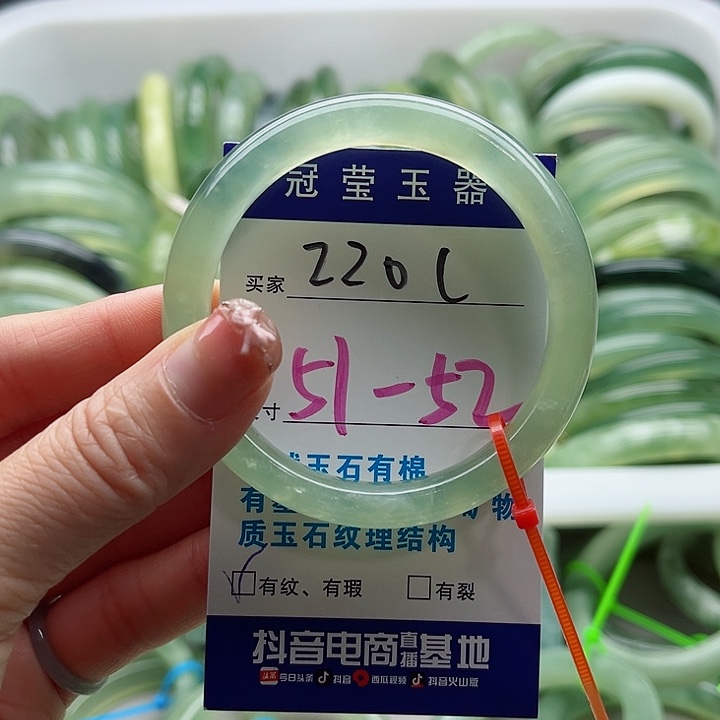 冠莹玉器
买家 220L
寸 51-52
玉石有棉
有 物
质玉石纹理结构
有纹、有瑕 有裂
抖音电商直播基地
头条 今日头条 抖音 西瓜视频 抖音火山版